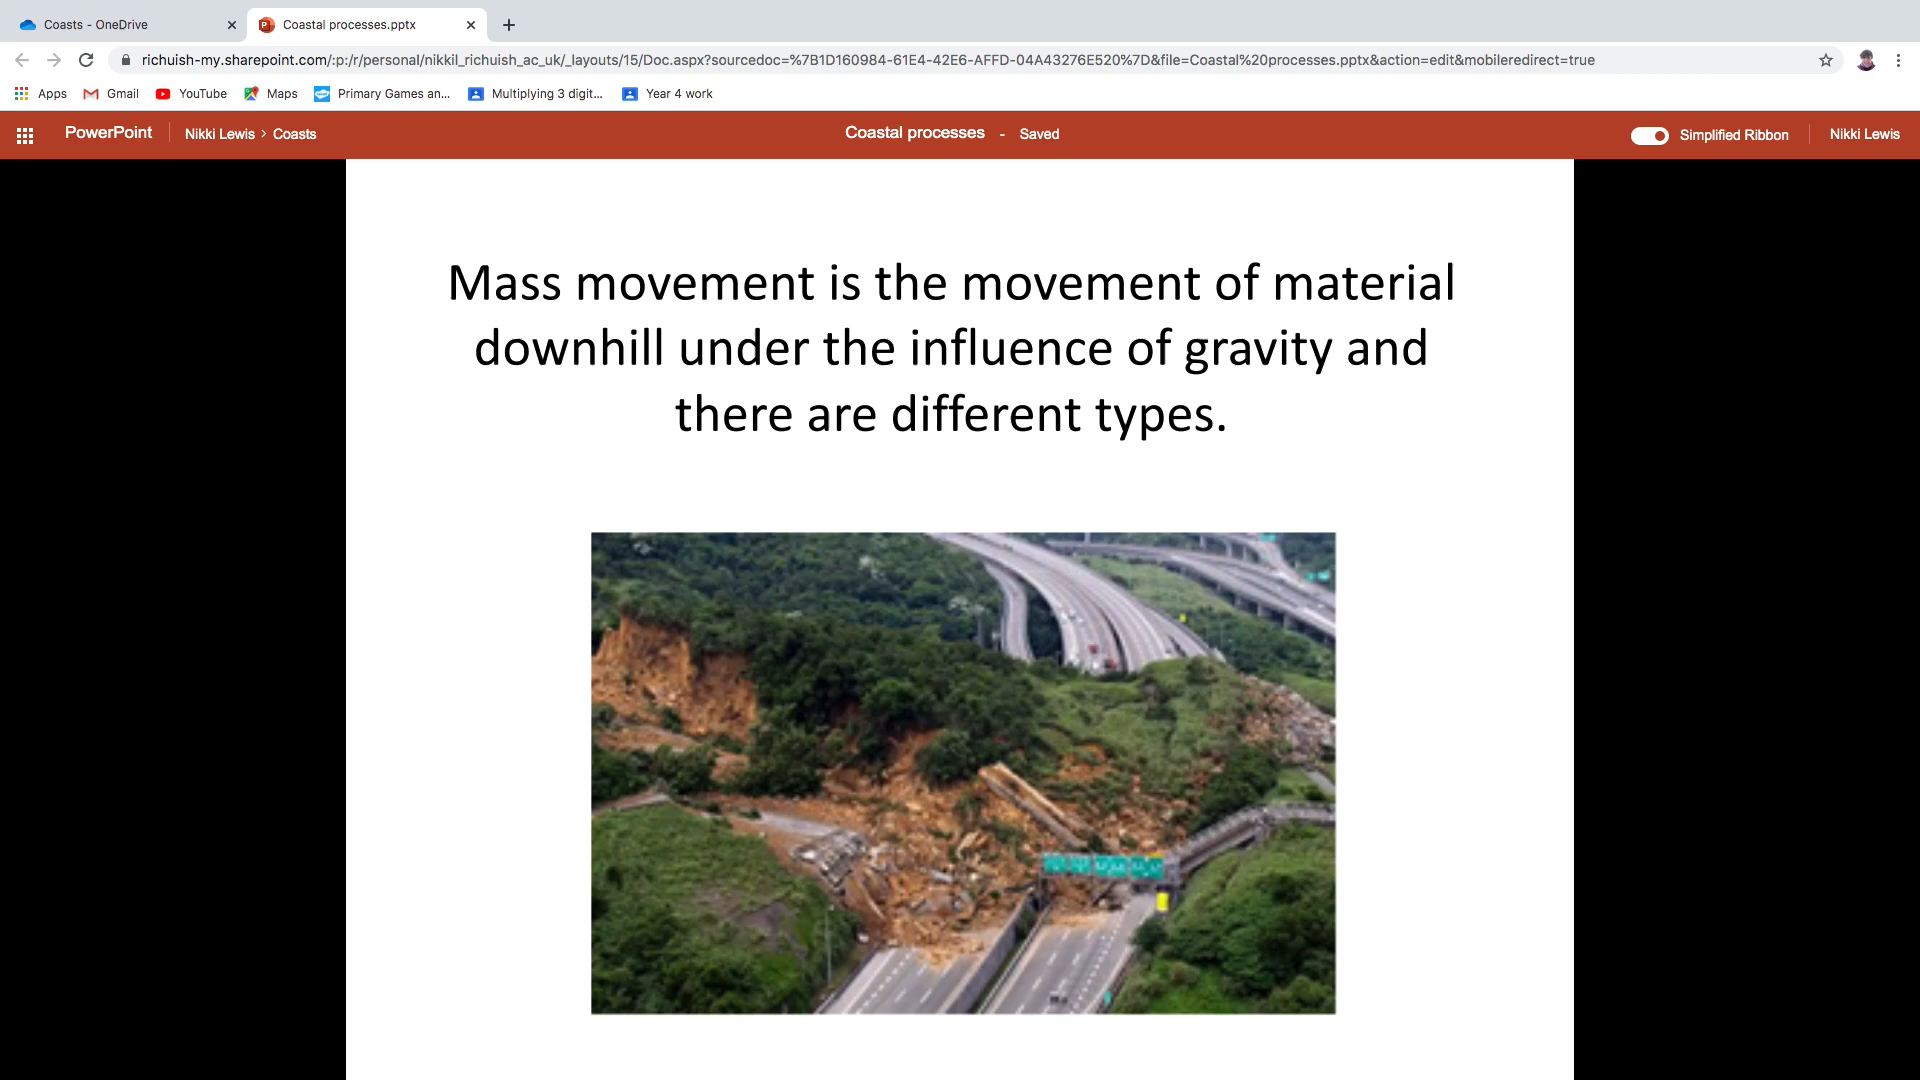 Coasts - OneDrive
Coastal processes.pptx
richuish-my.sharepoint.com/:p:/r/personal/nikkil_richuish_ac_uk/_layouts/15/Doc.aspx?sourcedoc=%7B1D160984-61E4-42E6-AFFD-04A43276E520%7D&file=Coastal%20processes.pptx&action=edit&mobileredirect=true
Apps Gmail YouTube Maps Primary Games an... Multiplying 3 digit... Year 4 work
PowerPoint Nikki Lewis > Coasts Coastal processes - Saved Simplified Ribbon Nikki Lewis
Mass movement is the movement of material
downhill under the influence of gravity and
there are different types.